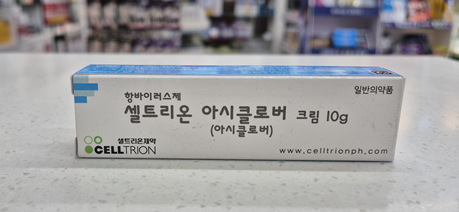 일반의약품
항바이러스제
셀트리온 아시클로버 크림 10g
(아시클로버)
셀트리온제약
CELLTRION
www.celltrionph.com